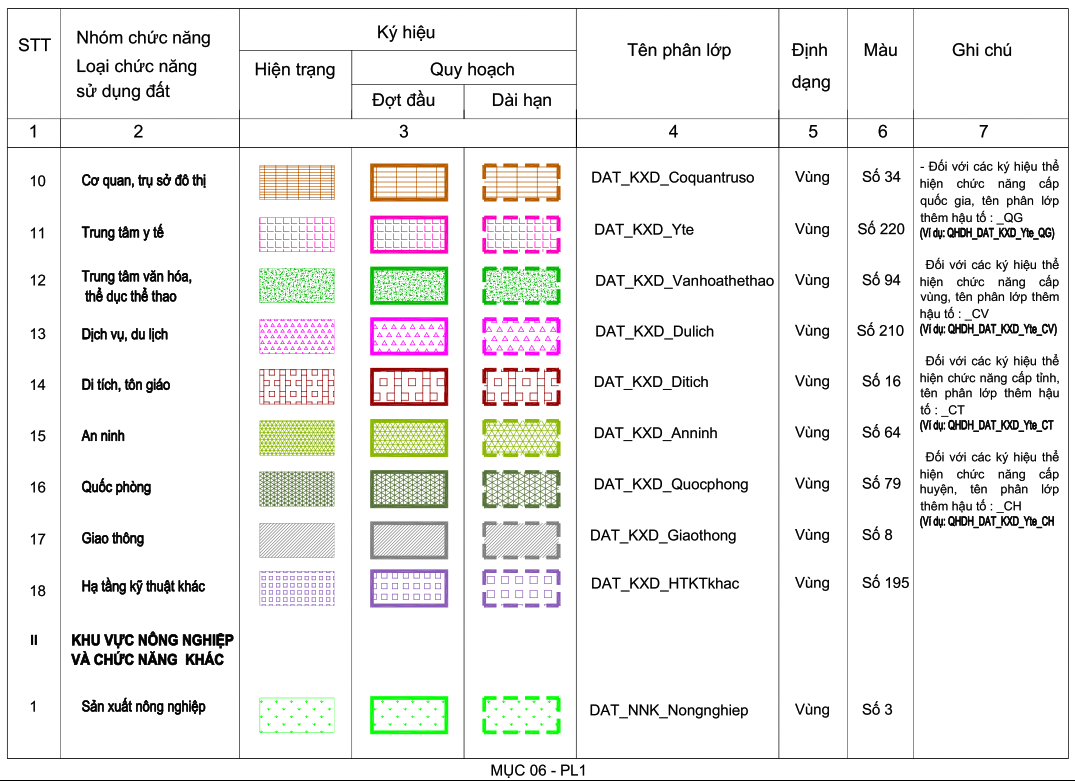 STT
Nhóm chức năng
Loại chức năng
sử dụng đất
Ký hiệu
Hiện trạng
Quy hoạch
Đợt đầu
Dài hạn
Tên phân lớp
Định
dạng
Màu
Ghi chú
1
2
3
4
5
6
7
10
Cơ quan, trụ sở đô thị
DAT_KXD_Coquantruso
Vùng
Số 34
11
Trung tâm y tế
DAT_KXD_Yte
Vùng
Số 220
12
Trung tâm văn hóa,
thể dục thể thao
DAT_KXD_Vanhoathethao
Vùng
Số 94
13
Dịch vụ, du lịch
DAT_KXD_Dulich
Vùng
Số 210
14
Di tích, tôn giáo
DAT_KXD_Ditich
Vùng
Số 16
15
An ninh
DAT_KXD_Anninh
Vùng
Số 64
16
Quốc phòng
DAT_KXD_Quocphong
Vùng
Số 79
17
Giao thông
DAT_KXD_Giaothong
Vùng
Số 8
18
Hạ tầng kỹ thuật khác
DAT_KXD_HTKTkhac
Vùng
Số 195
II
KHU VỰC NÔNG NGHIỆP
VÀ CHỨC NĂNG KHÁC
1
Sản xuất nông nghiệp
DAT_NNK_Nongnghiep
Vùng
Số 3
- Đối với các ký hiệu thể
hiện chức năng cấp
quốc gia, tên phân lớp
thêm hậu tố : _QG
(Ví dụ: QHDH_DAT_KXD_Yte_QG)
Đối với các ký hiệu thể
hiện chức năng cấp
vùng, tên phân lớp thêm
hậu tố : _CV
(Ví dụ: QHDH_DAT_KXD_Yte_CV)
Đối với các ký hiệu thể
hiện chức năng cấp tỉnh,
tên phân lớp thêm hậu
tố : _CT
(Ví dụ: QHDH_DAT_KXD_Yte_CT
Đối với các ký hiệu thể
hiện chức năng cấp
huyện, tên phân lớp
thêm hậu tố : _CH
(Ví dụ: QHDH_DAT_KXD_Yte_CH
MỤC 06 - PL1